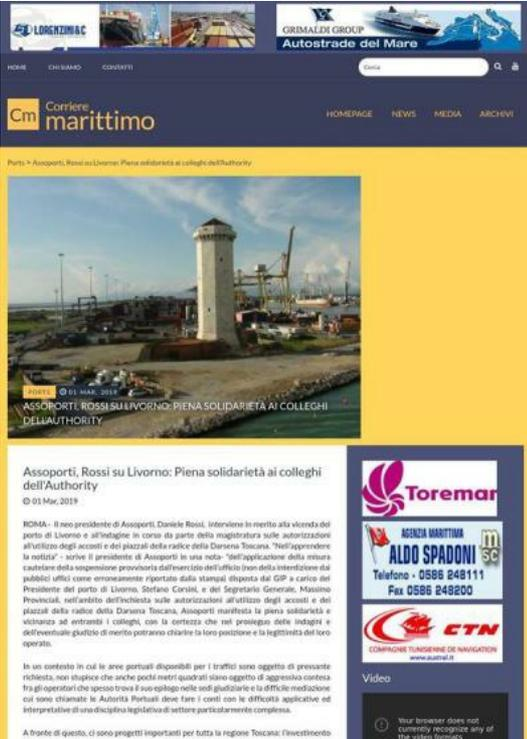 LORENZINI&C
GRIMALDI GROUP
Autostrade del Mare
HOME CHI SIAMO CONTATTI
Cerca
Cm Corriere
marittimo
HOMEPAGE NEWS MEDIA ARCHIVI
Ports > Assoporti, Rossi su Livorno: Piena solidarietà ai colleghi dell'Authority
PORTS 01 MAR, 2019
ASSOPORTI, ROSSI SU LIVORNO: PIENA SOLIDARIETÀ AI COLLEGHI
DELL'AUTHORITY
Assoporti, Rossi su Livorno: Piena solidarietà ai colleghi
dell'Authority
01 Mar, 2019
ROMA - Il neo presidente di Assoporti, Daniele Rossi, interviene in merito alla vicenda del
porto di Livorno e all'indagine in corso da parte della magistratura sulle autorizzazioni
all'utilizzo degli accosti e dei piazzali della radice della Darsena Toscana. "Nell'apprendere
la notizia" - scrive il presidente di Assoporti in una nota- "dell'applicazione della misura
cautelare della sospensione provvisoria dall'esercizio dell'ufficio (non della interdizione dai
pubblici uffici come erroneamente riportato dalla stampa) disposta dal GIP a carico del
Presidente del porto di Livorno, Stefano Corsini, e del Segretario Generale, Massimo
Provinciali, nell'ambito dell'inchiesta sulle autorizzazioni all'utilizzo degli accosti e dei
piazzali della radice della Darsena Toscana, Assoporti manifesta la piena solidarietà e
vicinanza ad entrambi i colleghi, con la certezza che nel prosieguo delle indagini e
dell'eventuale giudizio di merito potranno chiarire la loro posizione e la legittimità del loro
operato.
In un contesto in cui le aree portuali disponibili per i traffici sono oggetto di pressante
richiesta, non stupisce che anche pochi metri quadrati siano oggetto di aggressiva contesa
fra gli operatori che spesso trova il suo epilogo nelle sedi giudiziarie e la difficile mediazione
cui sono chiamate le Autorità Portuali deve fare i conti con le difficoltà applicative ed
interpretative di una disciplina legislativa di settore particolarmente complessa.
A fronte di questo, ci sono progetti importanti per tutta la regione Toscana: l'investimento
Toremar
AGENZIA MARITTIMA
ALDO SPADONI
msc
Telefono - 0586 248111
Fax 0586 248200
CTN
COMPAGNIE TUNISIENNE DE NAVIGATION
www.austral.it
Video
Your browser does not
currently recognize any of
the video formats